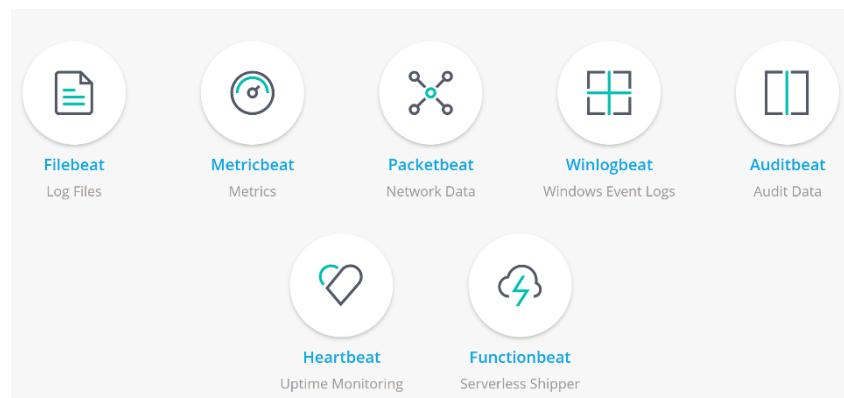 Filebeat
Log Files
Metricbeat
Metrics
Packetbeat
Network Data
Winlogbeat
Windows Event Logs
Auditbeat
Audit Data
Heartbeat
Uptime Monitoring
Functionbeat
Serverless Shipper